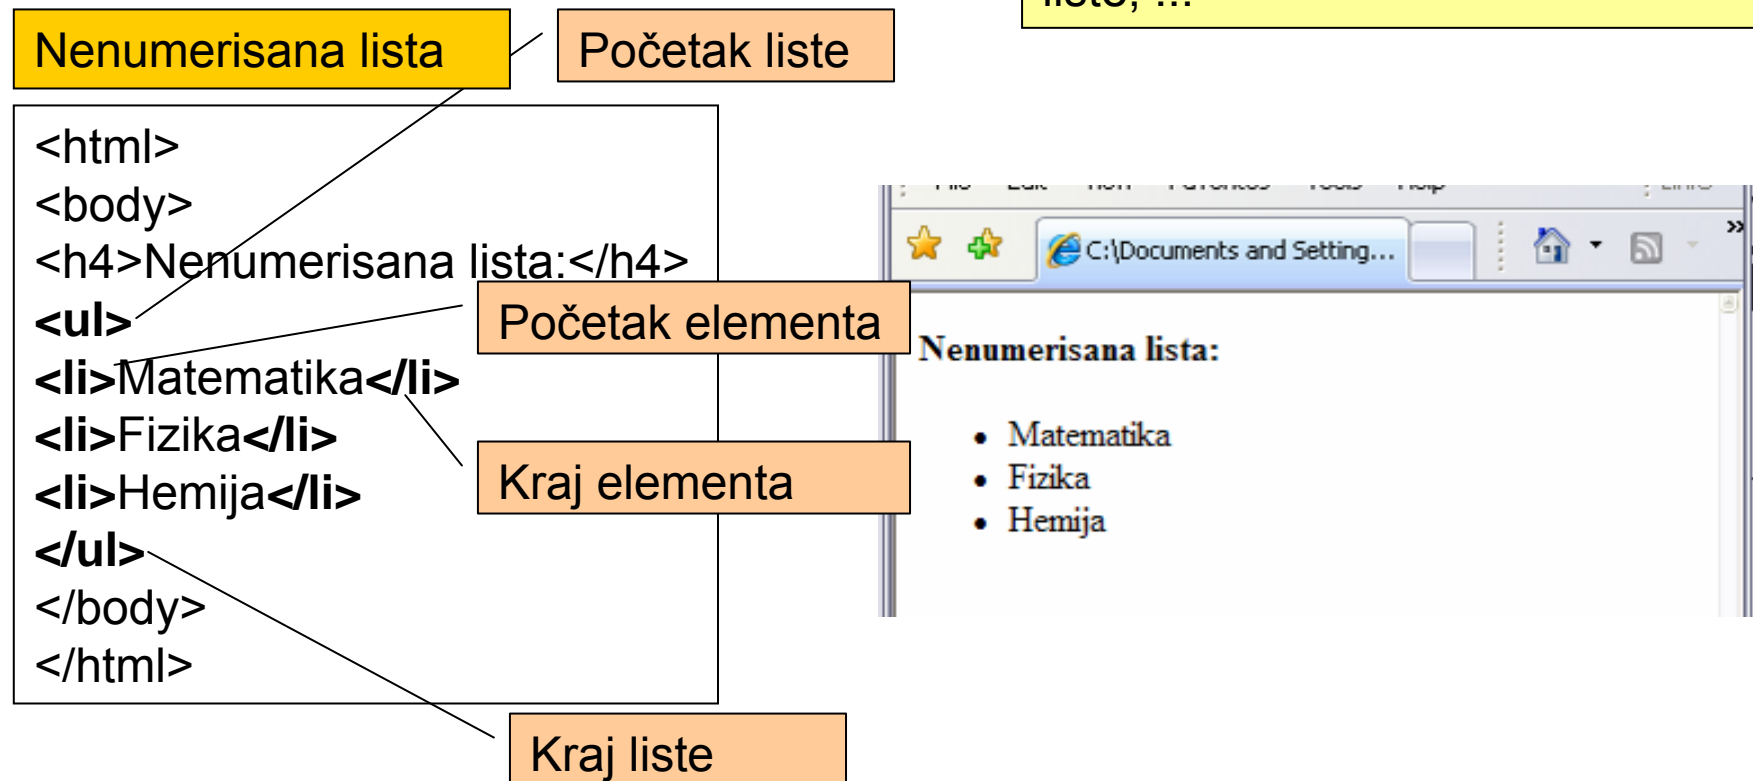 liste, ...
Nenumerisana lista
Početak liste
<html>
<body>
<h4>Nenumerisana lista:</h4>
<ul>
Početak elementa
<li>Matematika</li>
<li>Fizika</li>
Kraj elementa
<li>Hemija</li>
</ul>
</body>
</html>
Kraj liste
C:\Documents and Setting...
»
Nenumerisana lista:
• Matematika
• Fizika
• Hemija